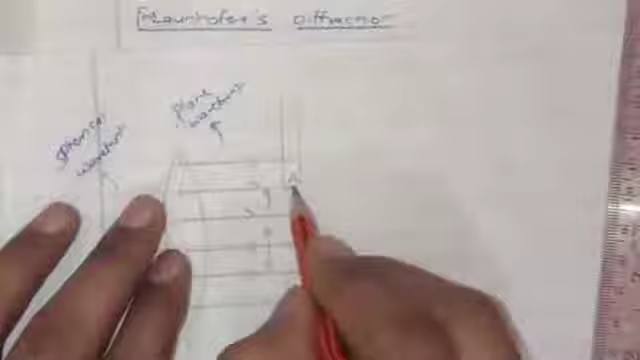 Fraunhofer's Diffraction
plane
wavefront
spherical
wavefront